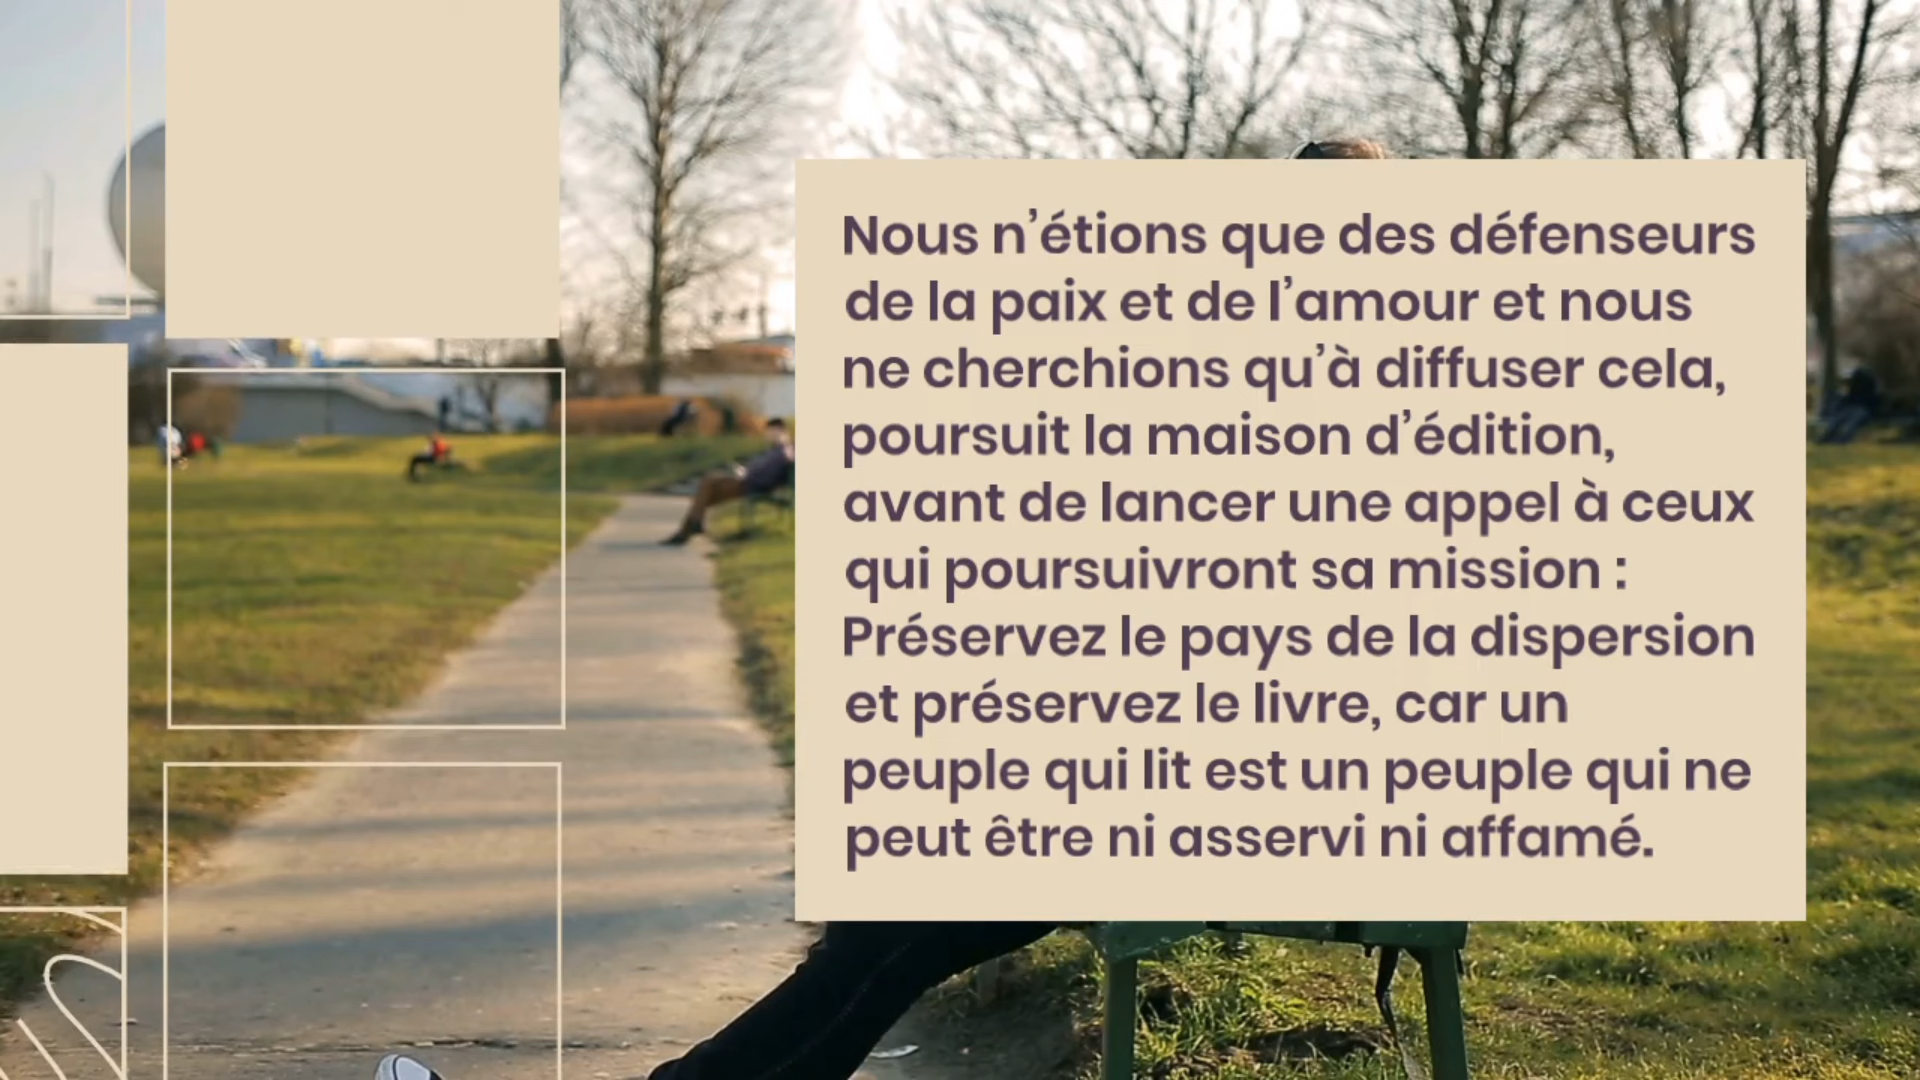 Nous n’étions que des défenseurs
de la paix et de l’amour et nous
ne cherchions qu’à diffuser cela,
poursuit la maison d’édition,
avant de lancer une appel à ceux
qui poursuivront sa mission :
Préservez le pays de la dispersion
et préservez le livre, car un
peuple qui lit est un peuple qui ne
peut être ni asservi ni affamé.